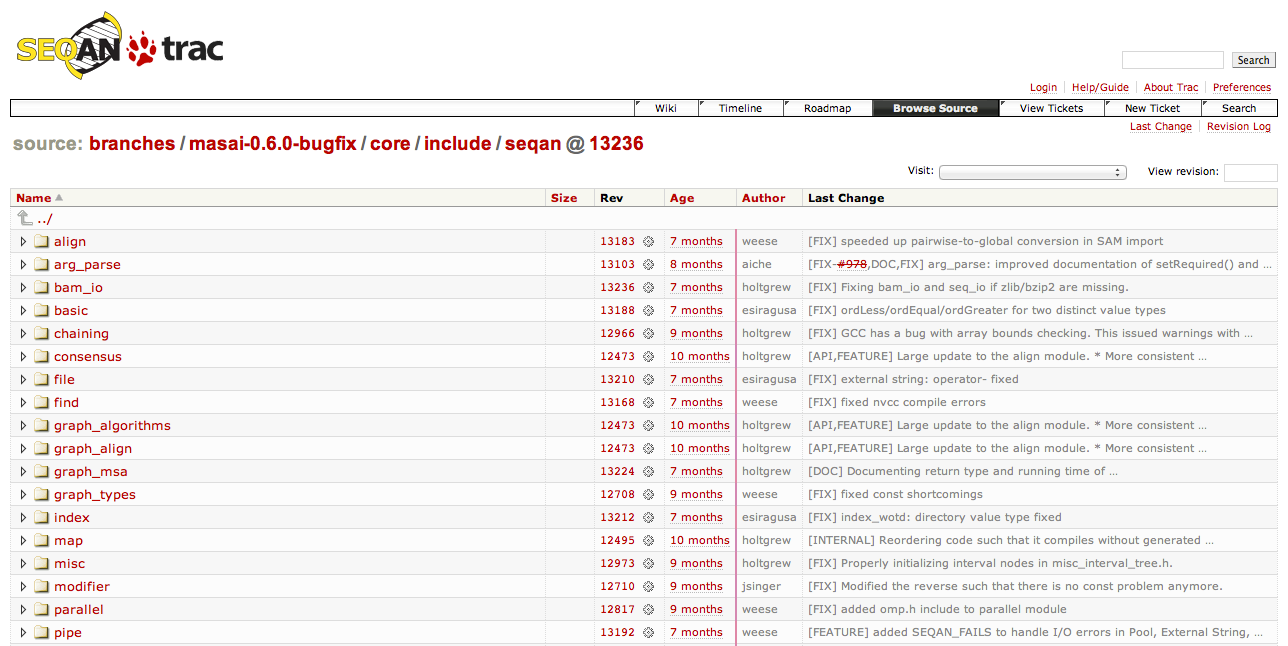 SEQAN trac
Search
Login Help/Guide About Trac Preferences
Wiki Timeline Roadmap Browse Source View Tickets New Ticket Search
Last Change Revision Log
source: branches / masai-0.6.0-bugfix / core / include / seqan @ 13236
Visit: View revision:
Name Size Rev Age Author Last Change
../
align 13183 7 months weese [FIX] speeded up pairwise-to-global conversion in SAM import
arg_parse 13103 8 months aiche [FIX-#978,DOC,FIX] arg_parse: improved documentation of setRequired() and …
bam_io 13236 7 months holtgrew [FIX] Fixing bam_io and seq_io if zlib/bzip2 are missing.
basic 13188 7 months esiragusa [FIX] ordLess/ordEqual/ordGreater for two distinct value types
chaining 12966 9 months holtgrew [FIX] GCC has a bug with array bounds checking. This issued warnings with …
consensus 12473 10 months holtgrew [API,FEATURE] Large update to the align module. * More consistent …
file 13210 7 months esiragusa [FIX] external string: operator- fixed
find 13168 7 months weese [FIX] fixed nvcc compile errors
graph_algorithms 12473 10 months holtgrew [API,FEATURE] Large update to the align module. * More consistent …
graph_align 12473 10 months holtgrew [API,FEATURE] Large update to the align module. * More consistent …
graph_msa 13224 7 months holtgrew [DOC] Documenting return type and running time of …
graph_types 12708 9 months weese [FIX] fixed const shortcomings
index 13212 7 months esiragusa [FIX] index_wotd: directory value type fixed
map 12495 10 months holtgrew [INTERNAL] Reordering code such that it compiles without generated …
misc 12973 9 months holtgrew [FIX] Properly initializing interval nodes in misc_interval_tree.h.
modifier 12710 9 months jsinger [FIX] Modified the reverse such that there is no const problem anymore.
parallel 12817 9 months weese [FIX] added omp.h include to parallel module
pipe 13192 7 months weese [FEATURE] added SEQAN_FAILS to handle I/O errors in Pool, External String, …